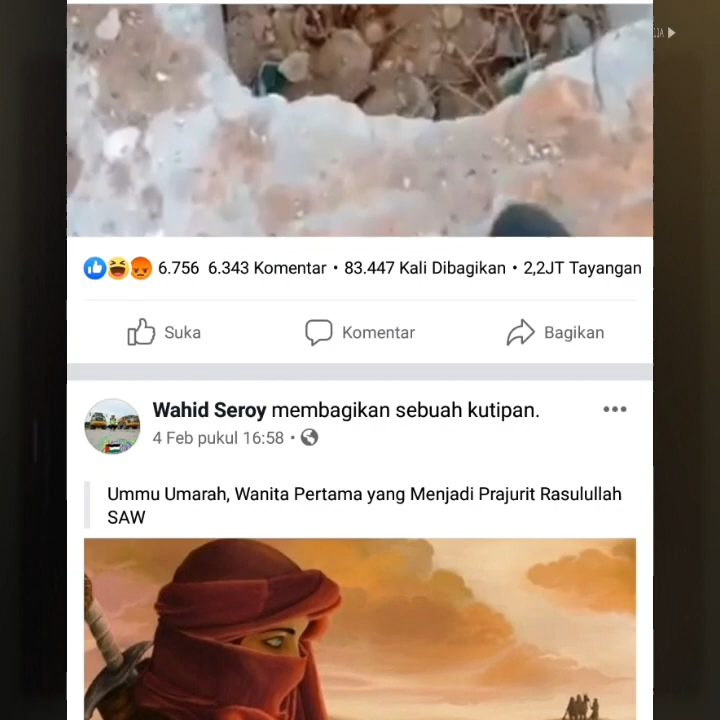 6.756 6.343 Komentar • 83.447 Kali Dibagikan • 2,2JT Tayangan
Suka Komentar Bagikan
Wahid Seroy membagikan sebuah kutipan.
4 Feb pukul 16:58 •
Ummu Umarah, Wanita Pertama yang Menjadi Prajurit Rasulullah
SAW